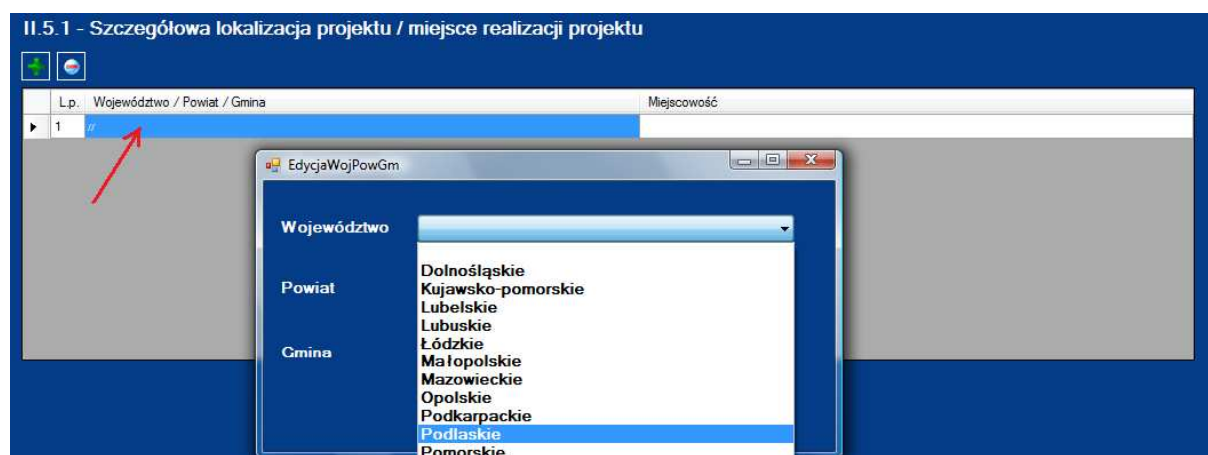 II.5.1 - Szczegółowa lokalizacja projektu / miejsce realizacji projektu
L.p. Województwo / Powiat / Gmina Miejscowość
1 //
EdycjaWojPowGm
Województwo
Dolnośląskie
Powiat Kujawsko-pomorskie
Lubelskie
Lubuskie
Gmina Łódzkie
Małopolskie
Mazowieckie
Opolskie
Podkarpackie
Podlaskie
Pomorskie